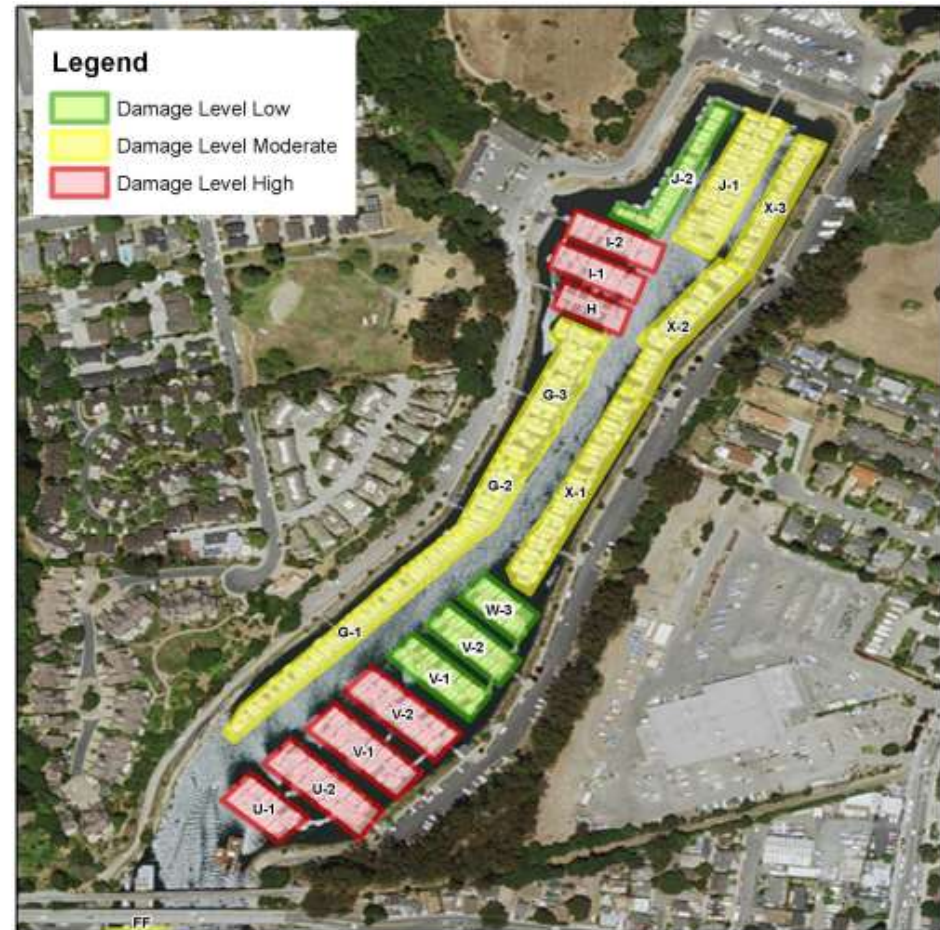 Legend
Damage Level Low
Damage Level Moderate
Damage Level High
J-2
J-1
X-3
I-2
I-1
H
X-2
G-3
G-2
X-1
W-3
G-1
V-2
V-1
V-2
V-1
U-2
U-1
FF